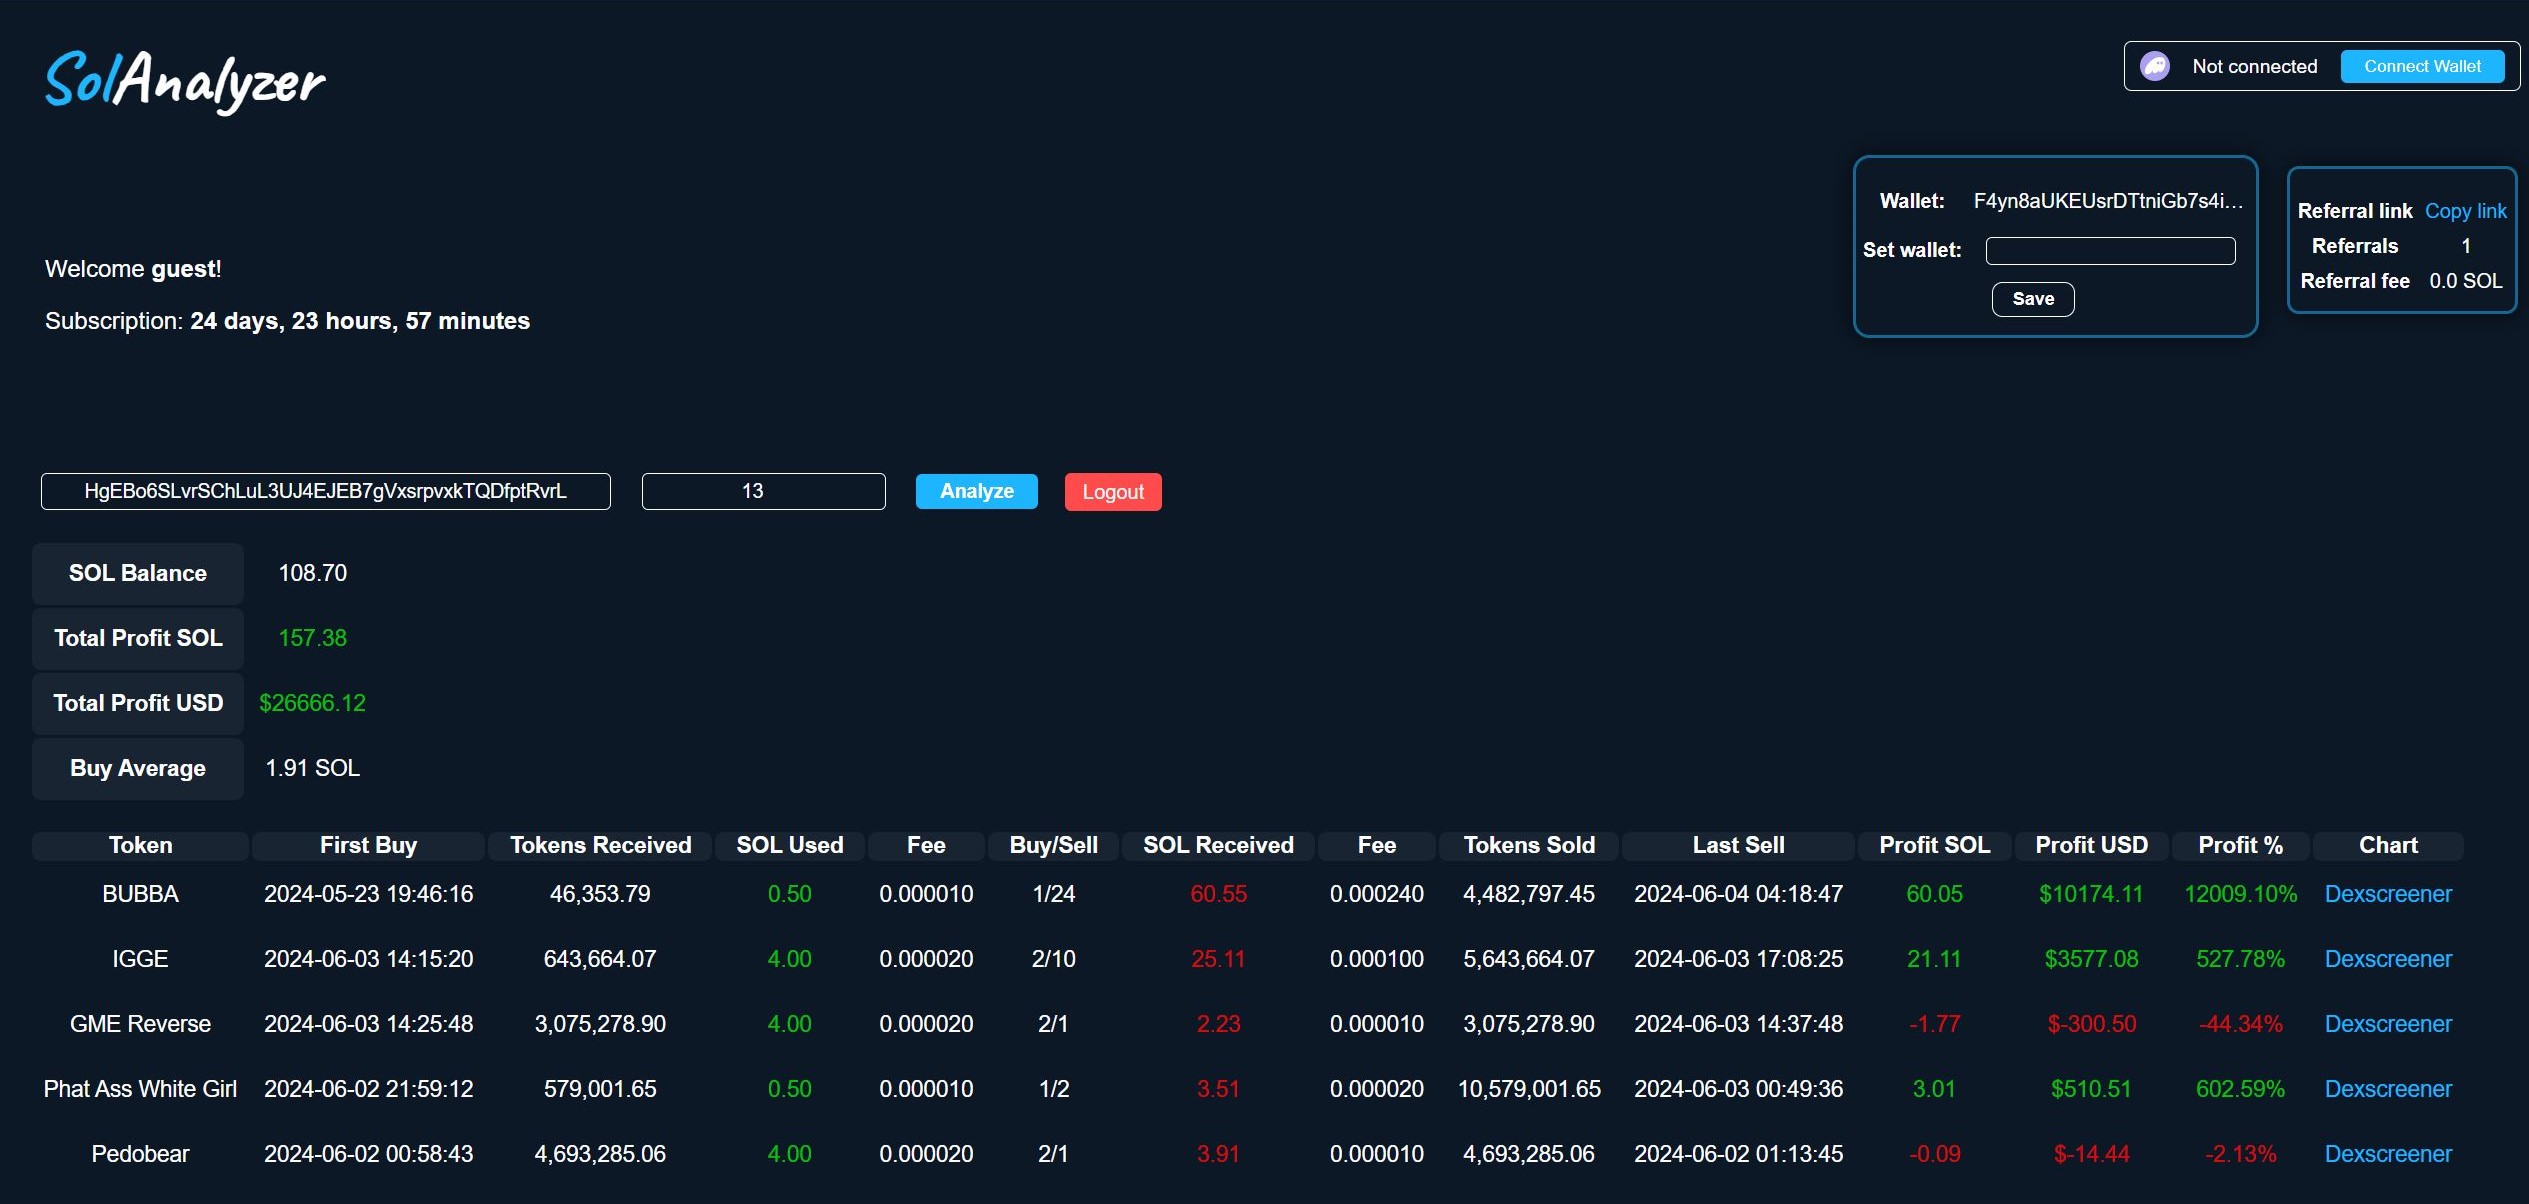 SolAnalyzer
Not connected Connect Wallet
Wallet: F4yn8aUKEUsrDTtniGb7s4i...
Set wallet:
Save
Referral link Copy link
Referrals 1
Referral fee 0.0 SOL
Welcome guest!
Subscription: 24 days, 23 hours, 57 minutes
HgEBo6SLvrSChLuL3UJ4EJEB7gVxsrpvxkTQDfptRvrL 13 Analyze Logout
SOL Balance 108.70
Total Profit SOL 157.38
Total Profit USD $26666.12
Buy Average 1.91 SOL
Token First Buy Tokens Received SOL Used Fee Buy/Sell SOL Received Fee Tokens Sold Last Sell Profit SOL Profit USD Profit % Chart
BUBBA 2024-05-23 19:46:16 46,353.79 0.50 0.000010 1/24 60.55 0.000240 4,482,797.45 2024-06-04 04:18:47 60.05 $10174.11 12009.10% Dexscreener
IGGE 2024-06-03 14:15:20 643,664.07 4.00 0.000020 2/10 25.11 0.000100 5,643,664.07 2024-06-03 17:08:25 21.11 $3577.08 527.78% Dexscreener
GME Reverse 2024-06-03 14:25:48 3,075,278.90 4.00 0.000020 2/1 2.23 0.000010 3,075,278.90 2024-06-03 14:37:48 -1.77 $-300.50 -44.34% Dexscreener
Phat Ass White Girl 2024-06-02 21:59:12 579,001.65 0.50 0.000010 1/2 3.51 0.000020 10,579,001.65 2024-06-03 00:49:36 3.01 $510.51 602.59% Dexscreener
Pedobear 2024-06-02 00:58:43 4,693,285.06 4.00 0.000020 2/1 3.91 0.000010 4,693,285.06 2024-06-02 01:13:45 -0.09 $-14.44 -2.13% Dexscreener